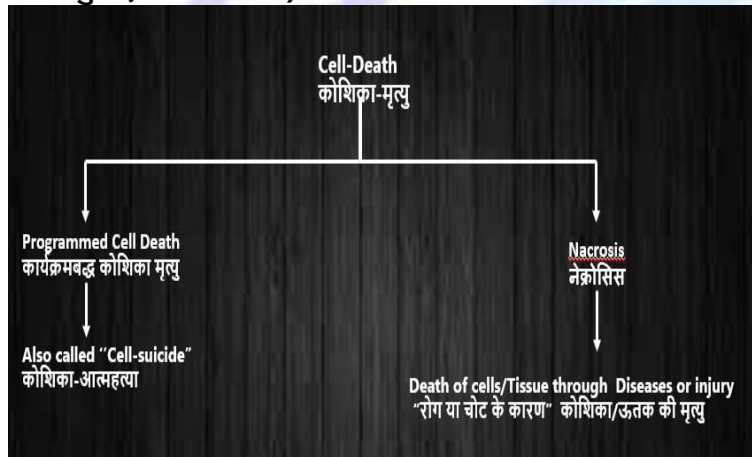 Cell-Death
कोशिका-मृत्यु
Programmed Cell Death
कार्यक्रमबद्ध कोशिका मृत्यु
Also called ‘‘Cell-suicide”
कोशिका-आत्महत्या
Nacrosis
नेक्रोसिस
Death of cells/Tissue through Diseases or injury
“रोग या चोट के कारण” कोशिका/ऊतक की मृत्यु